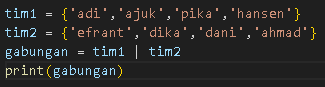 tim1 = {'adi','ajuk','pika','hansen'}
tim2 = {'efrant','dika','dani','ahmad'}
gabungan = tim1 | tim2
print(gabungan)